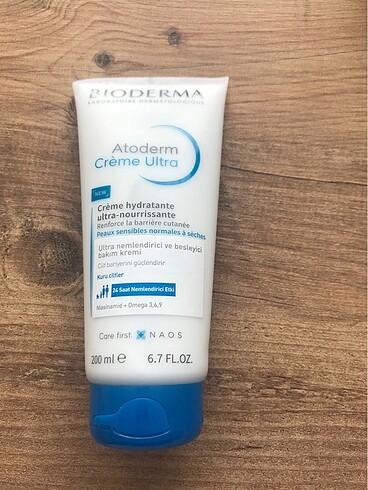 BIODERMA
LABORATOIRE DERMATOLOGIQUE
Atoderm
Crème Ultra
NEW
Crème hydratante
ultra-nourrissante
Renforce la barrière cutanée
Peaux sensibles normales à sèches
Ultra nemlendirici ve besleyici
bakım kremi
Cilt bariyerini güçlendirir
Kuru ciltler
24 Saat Nemlendirici Etki
Niasinamid + Omega 3,6,9
Care first NAOS
200 ml ℮ 6.7 FL.OZ.